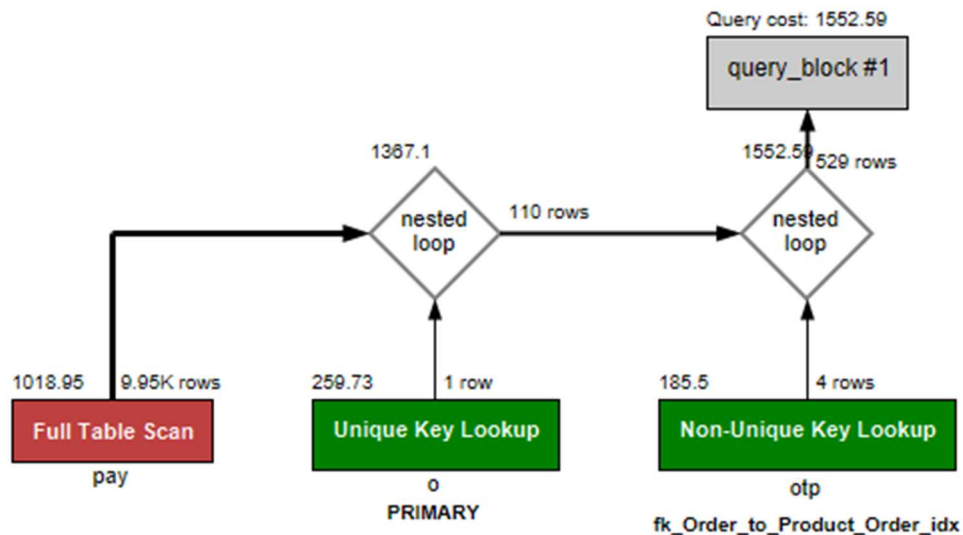 Query cost: 1552.59
query_block #1
1367.1
1552.59
529 rows
nested
loop
110 rows
nested
loop
1018.95
9.95K rows
259.73
1 row
185.5
4 rows
Full Table Scan
Unique Key Lookup
Non-Unique Key Lookup
pay
o
otp
PRIMARY
fk_Order_to_Product_Order_idx